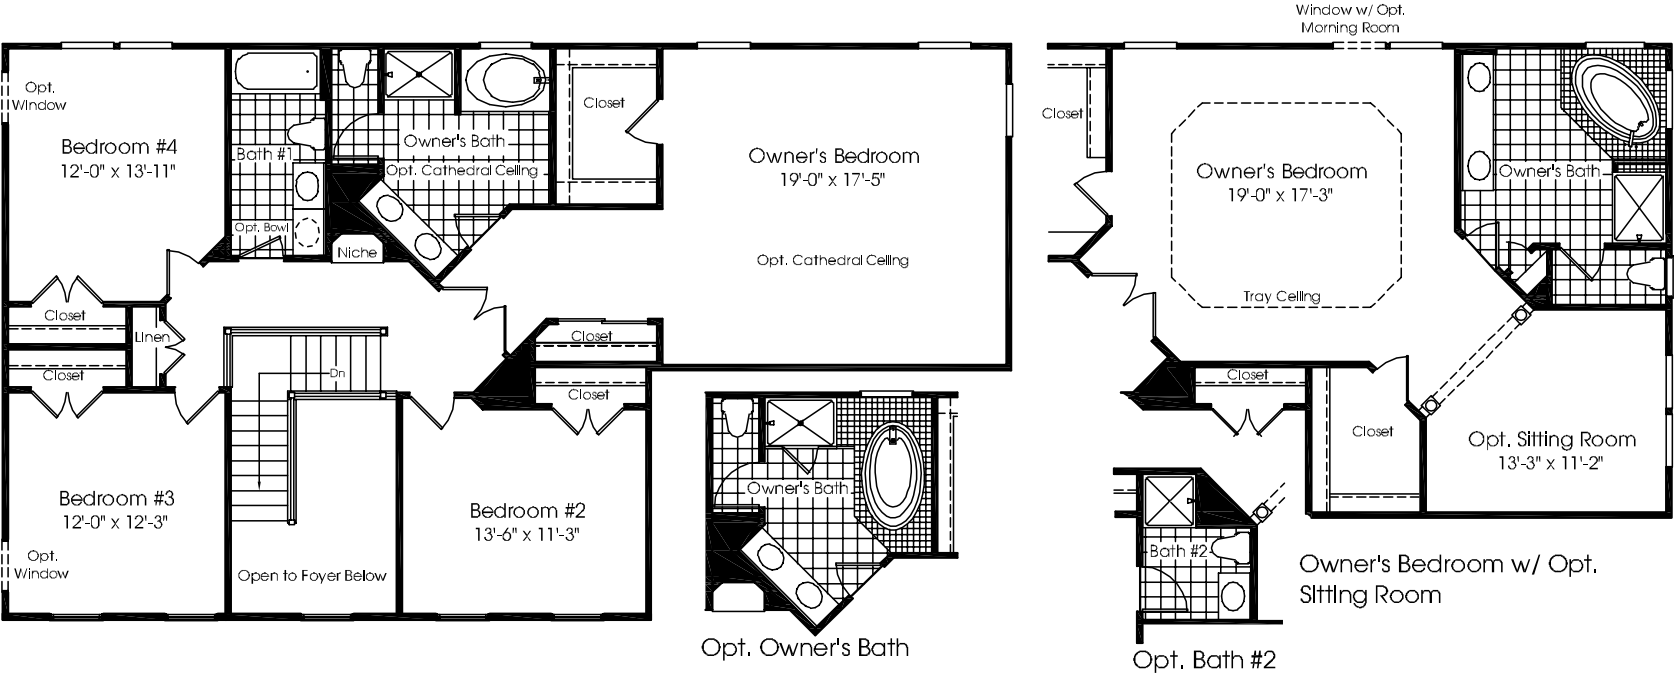 Window w/ Opt.
Morning Room
Opt.
Window
Bedroom #4
12'-0" x 13'-11"
Bath #1
Opt. Bowl
Owner's Bath
Opt. Cathedral Ceiling
Niche
Closet
Owner's Bedroom
19'-0" x 17'-5"
Opt. Cathedral Ceiling
Closet
Linen
Closet
Dn
Closet
Closet
Bedroom #3
12'-0" x 12'-3"
Opt.
Window
Open to Foyer Below
Bedroom #2
13'-6" x 11'-3"
Owner's Bath
Opt. Owner's Bath
Closet
Owner's Bedroom
19'-0" x 17'-3"
Tray Ceiling
Owner's Bath
Closet
Closet
Opt. Sitting Room
13'-3" x 11'-2"
Bath #2
Opt. Bath #2
Owner's Bedroom w/ Opt.
Sitting Room